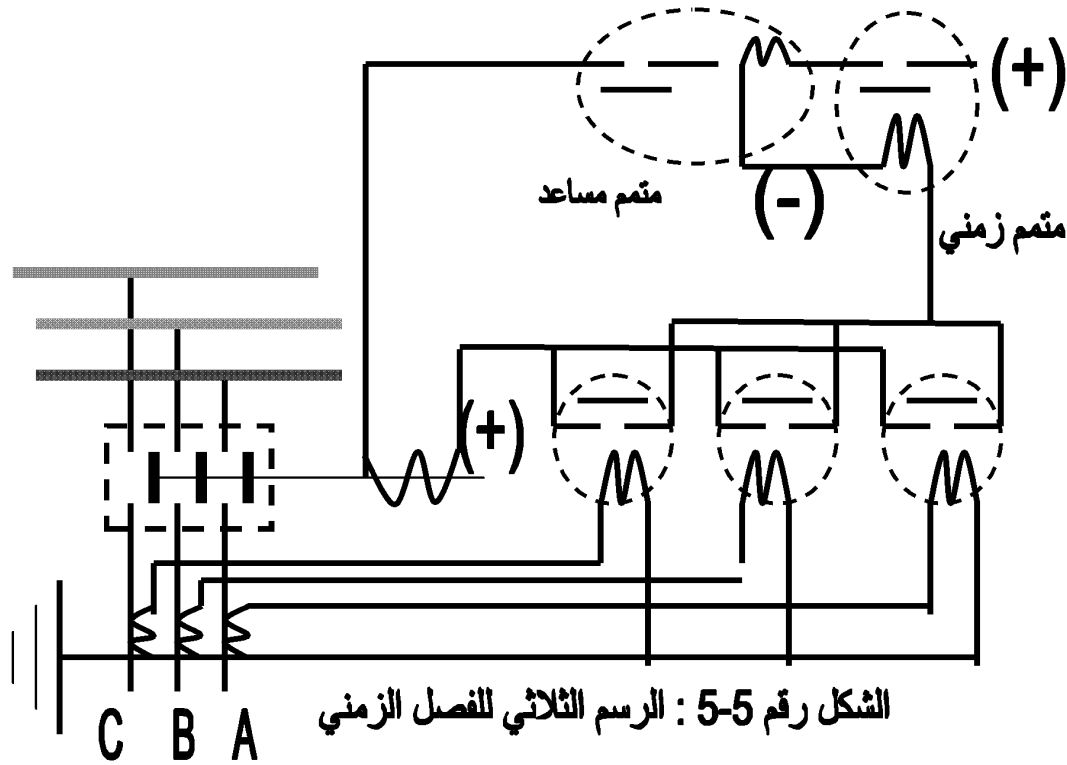 (+)
متمم مساعد
(-)
متمم زمني
(+)
الشكل رقم 5-5 : الرسم الثلاثي للفصل الزمني
C B A